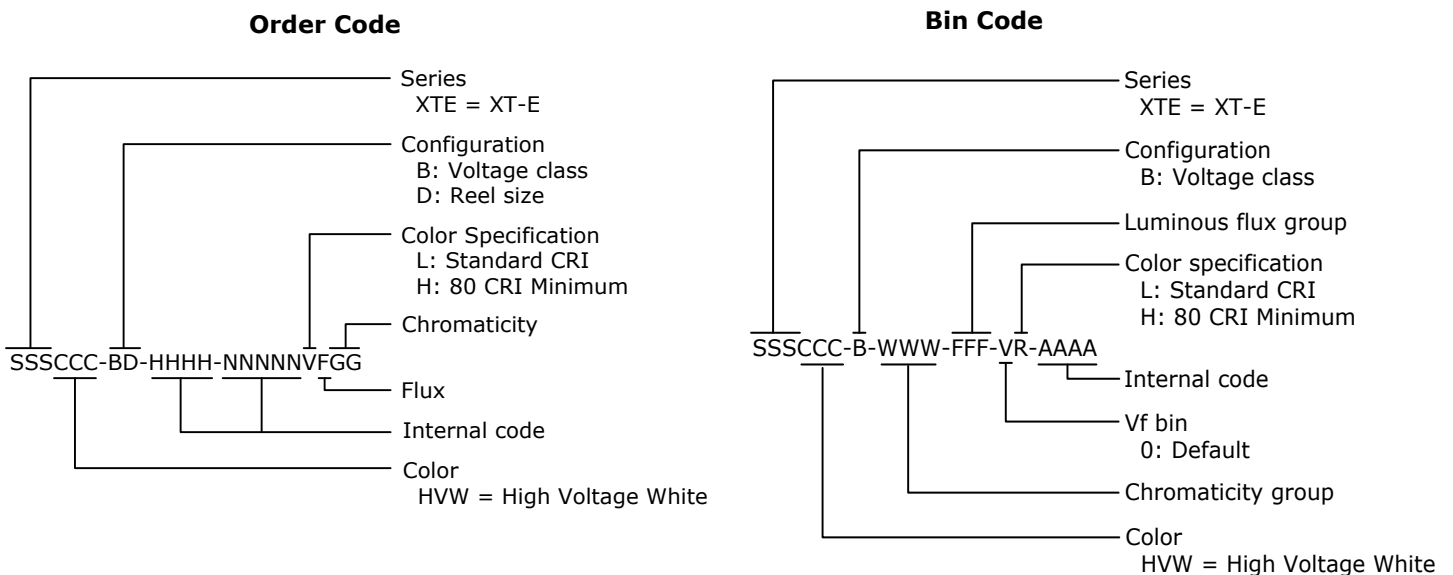 Order Code
Series
XTE = XT-E
Configuration
B: Voltage class
D: Reel size
Color Specification
L: Standard CRI
H: 80 CRI Minimum
Chromaticity
SSSCCC-BD-HHHH-NNNNNVFGG
Flux
Internal code
Color
HVW = High Voltage White
Bin Code
Series
XTE = XT-E
Configuration
B: Voltage class
Luminous flux group
Color specification
L: Standard CRI
H: 80 CRI Minimum
SSSCCC-B-WWW-FFF-VR-AAAA
Internal code
Vf bin
0: Default
Chromaticity group
Color
HVW = High Voltage White